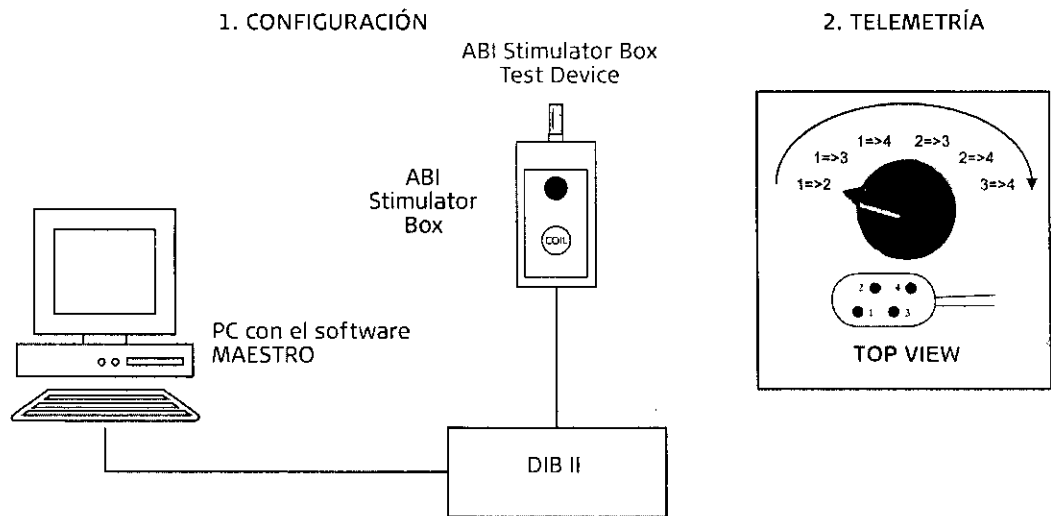 1. CONFIGURACIÓN
ABI Stimulator Box
Test Device
ABI
Stimulator
Box
COIL
PC con el software
MAESTRO
DIB II
2. TELEMETRÍA
1=>2
1=>3
1=>4
2=>3
2=>4
3=>4
2 4
1 3
TOP VIEW